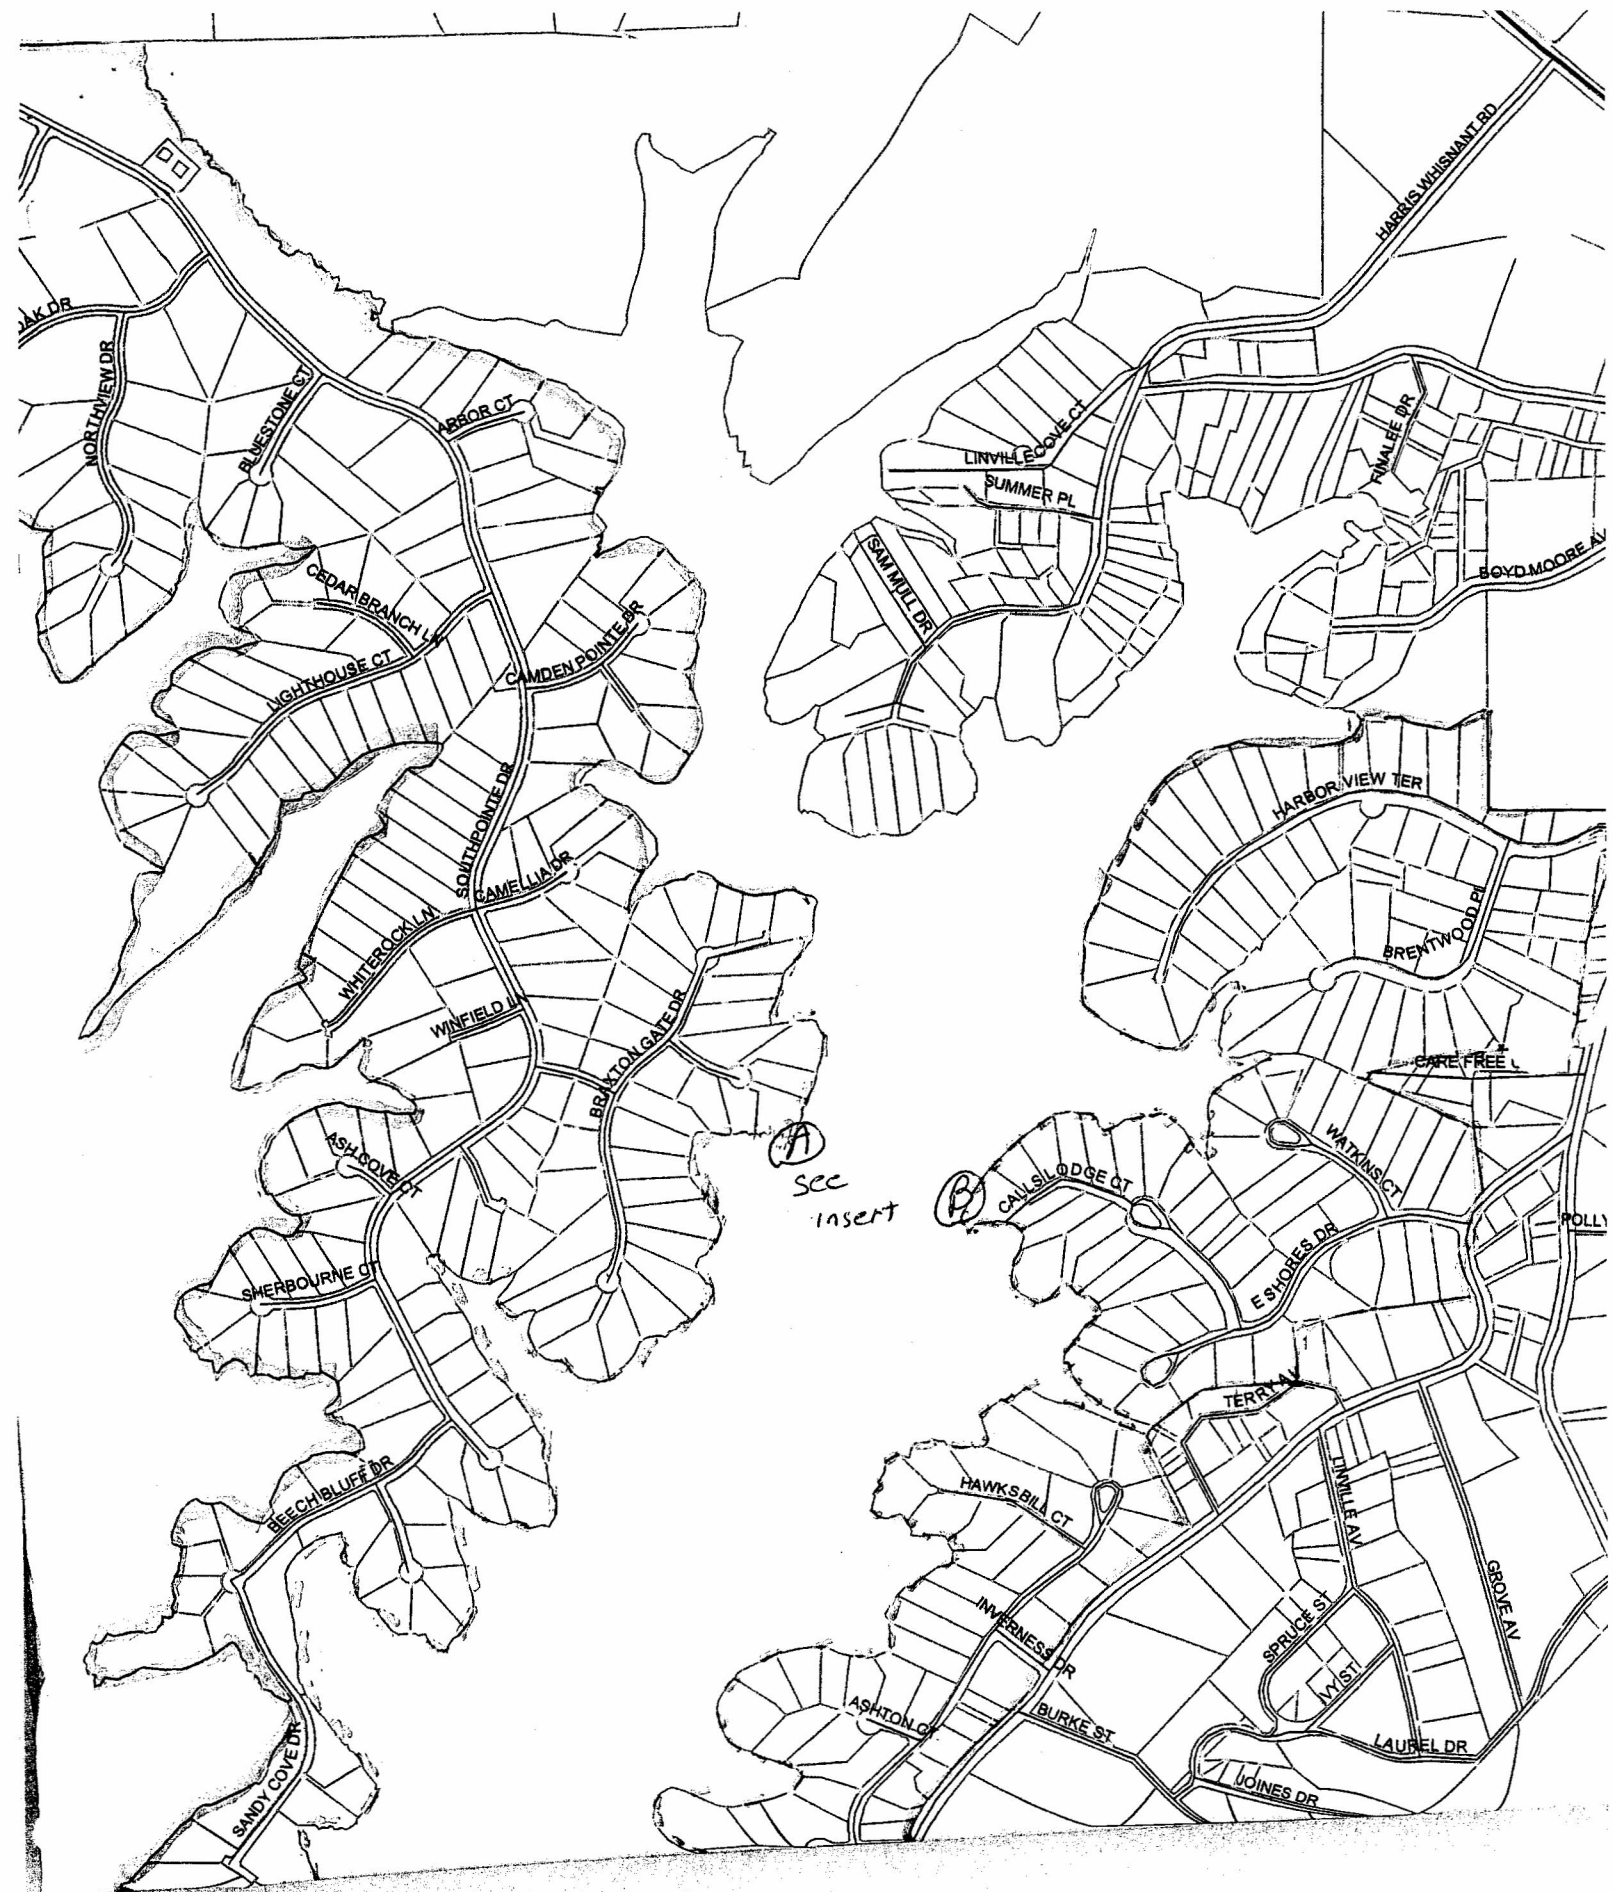 HARRIS WHISNANT RD
OAK DR
NORTHVIEW DR
BLUESTONE CT
ARBOR CT
LINVILLE COVE CT
SUMMER PL
FINALEE DR
SAM MULL DR
BOYD MOORE AV
CEDAR BRANCH LN
LIGHTHOUSE CT
CAMDEN POINTE DR
SOUTHPOINTE DR
CAMELLIA DR
WHITEROCK LN
WINFIELD LN
BRAXTON GATE DR
HARBOR VIEW TER
BRENTWOOD PL
CARE FREE
A
see
insert
B
CALLS LODGE CT
WATKINS CT
E SHORES DR
POLLY
ASH COVE CT
SHERBOURNE CT
TERRY AV
BEECH BLUFF DR
HAWKSBILL CT
LINVILLE AV
GROVE AV
INVERNESS DR
SPRUCE ST
IVY ST
ASHTON CT
BURKE ST
LAUREL DR
JOINES DR
SANDY COVE DR